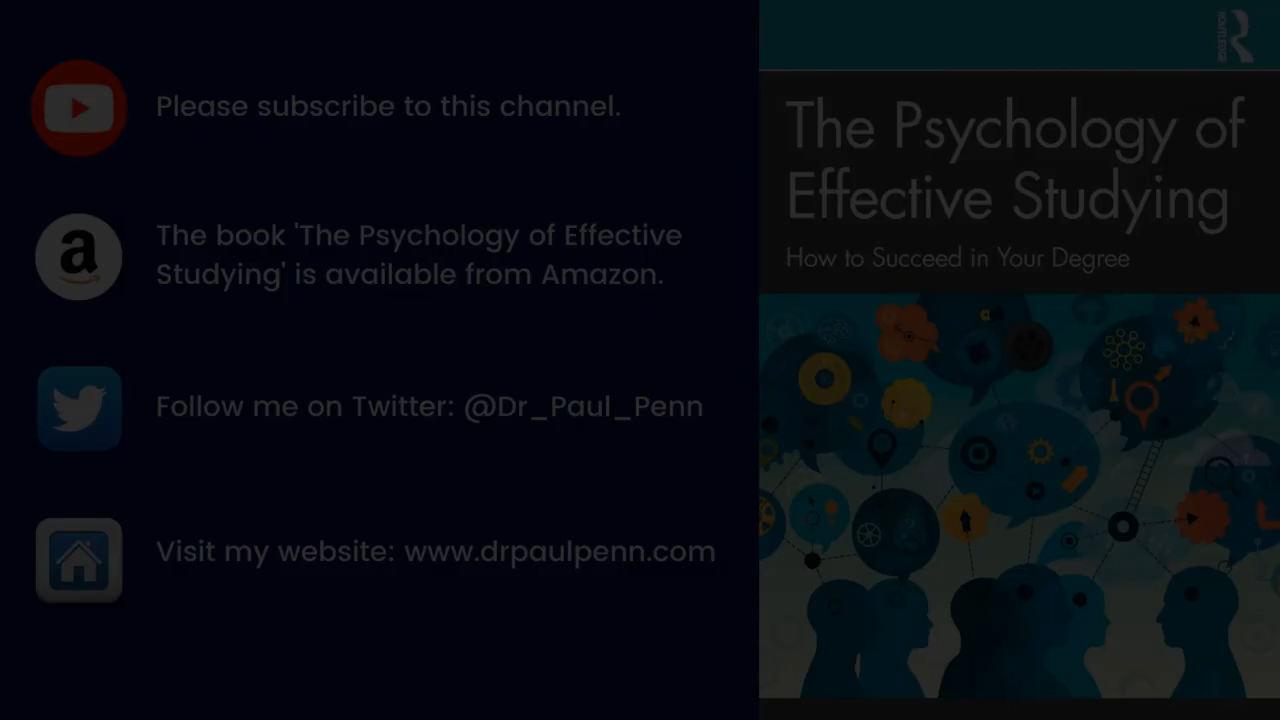 Please subscribe to this channel.
The book 'The Psychology of Effective
Studying' is available from Amazon.
Follow me on Twitter: @Dr_Paul_Penn
Visit my website: www.drpaulpenn.com
ROUTLEDGE
The Psychology of
Effective Studying
How to Succeed in Your Degree